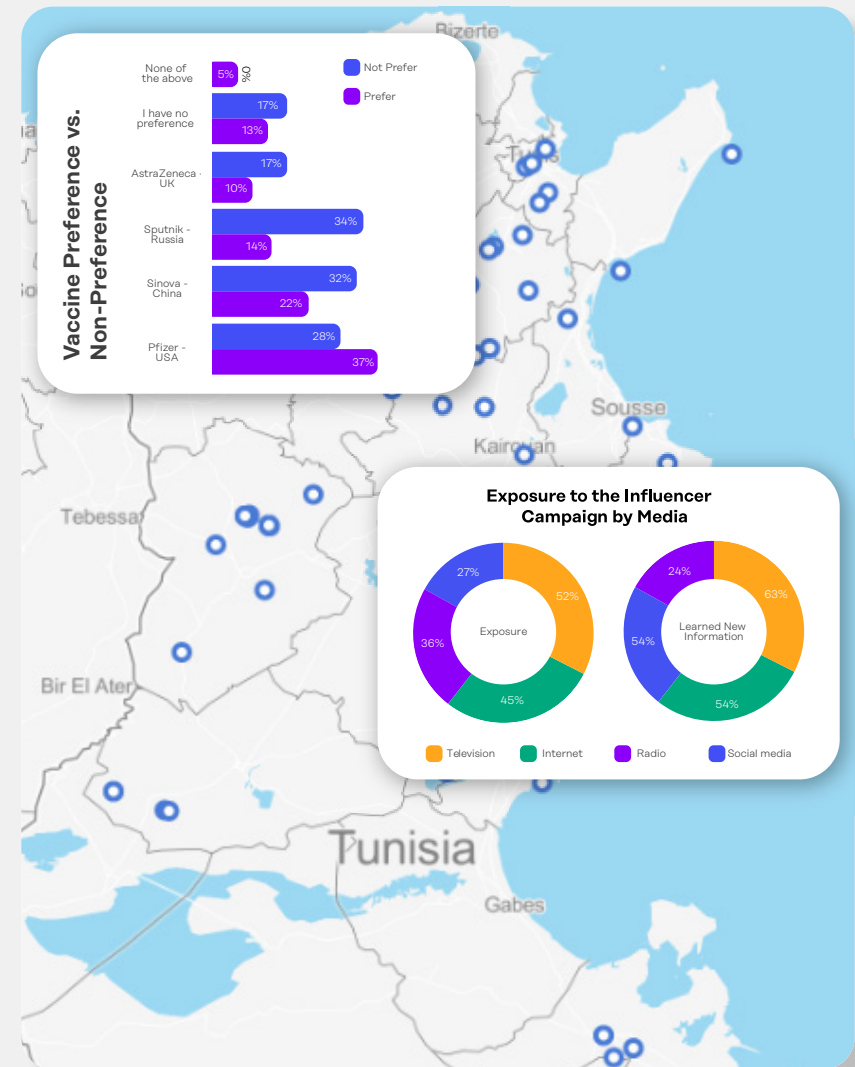 Bizerte
Tunis
Vaccine Preference vs.
Non-Preference
Not Prefer
Prefer
None of
the above
5%
0%
I have no
preference
17%
13%
AstraZeneca -
UK
17%
10%
Sputnik -
Russia
34%
14%
Sinova -
China
32%
22%
Pfizer -
USA
28%
37%
Sousse
Kairouan
Tebessa
Bir El Ater
Exposure to the Influencer
Campaign by Media
Exposure
52%
45%
36%
27%
Learned New
Information
63%
54%
54%
24%
Television
Internet
Radio
Social media
Tunisia
Gabes